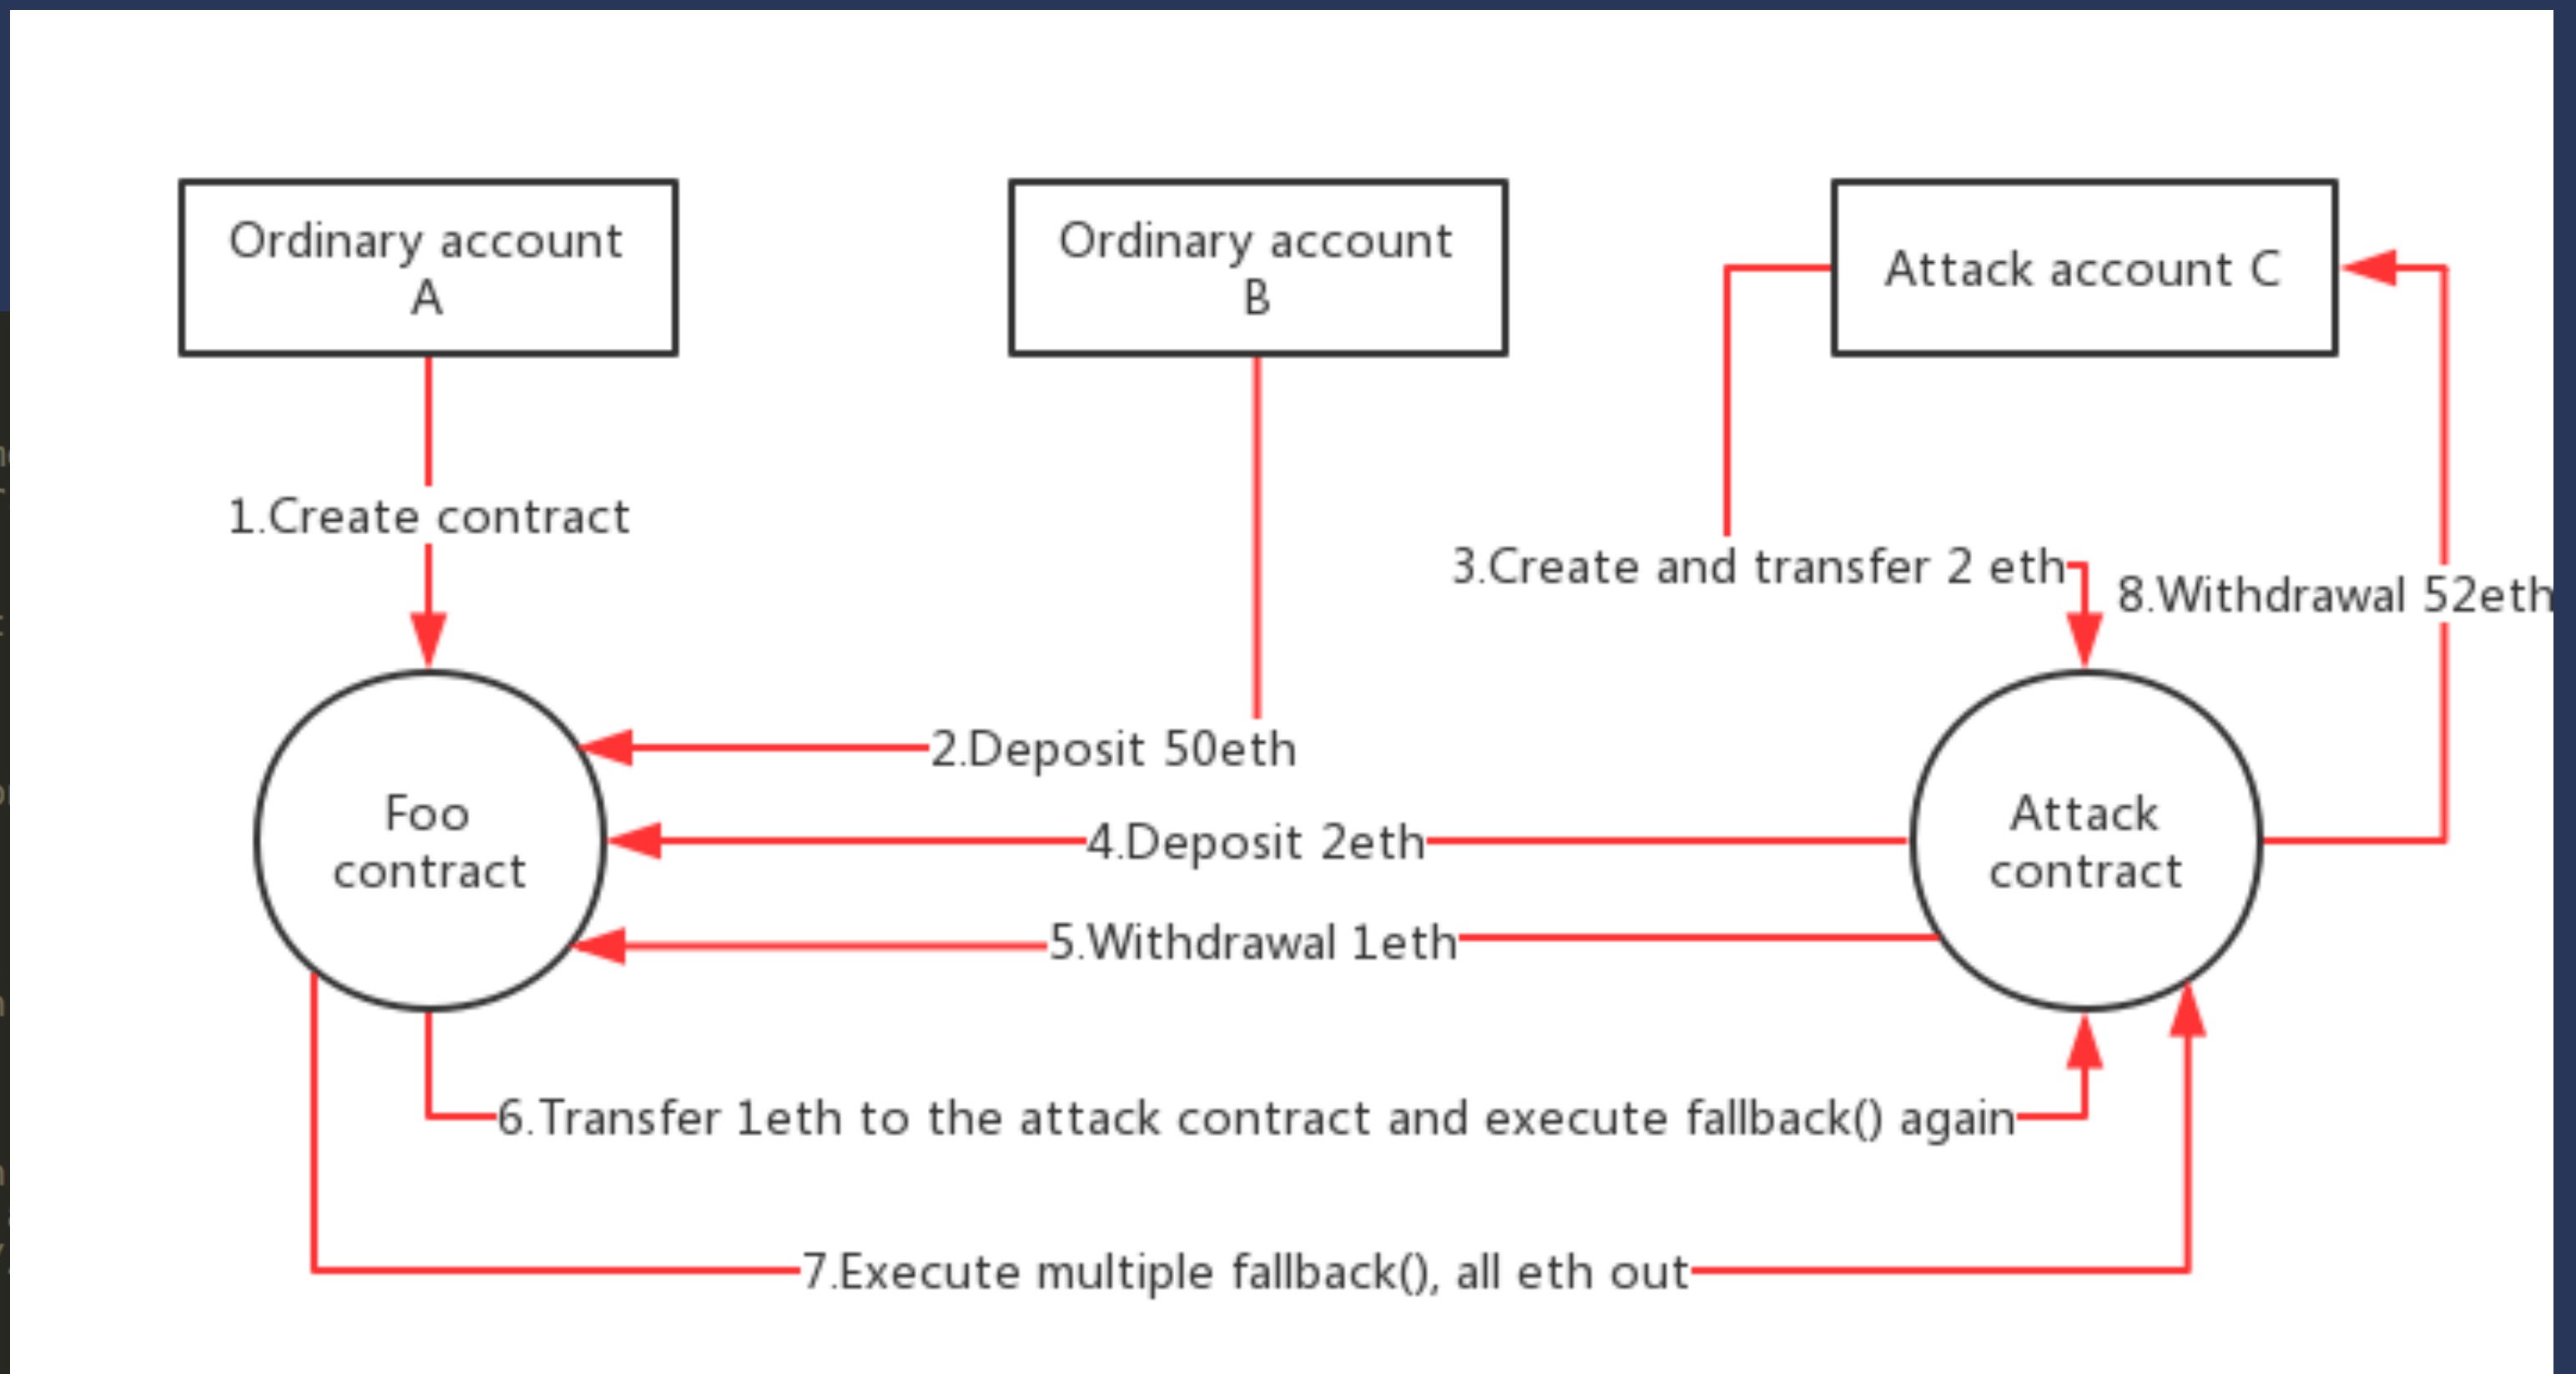 Ordinary account
A
Ordinary account
B
Attack account C
1.Create contract
3.Create and transfer 2 eth
8.Withdrawal 52eth
2.Deposit 50eth
Foo
contract
4.Deposit 2eth
Attack
contract
5.Withdrawal 1eth
6.Transfer 1eth to the attack contract and execute fallback() again
7.Execute multiple fallback(), all eth out